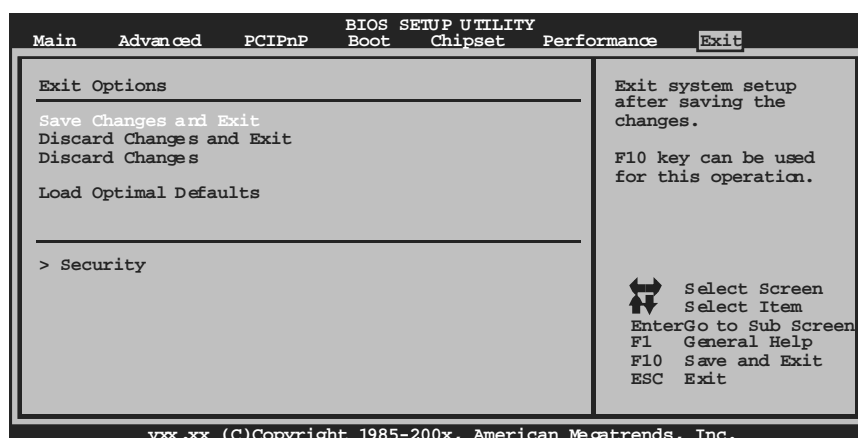 BIOS SETUP UTILITY
Main Advanced PCIPnP Boot Chipset Performance Exit
Exit Options
Save Changes and Exit
Discard Changes and Exit
Discard Changes
Load Optimal Defaults
> Security
Exit system setup
after saving the
changes.
F10 key can be used
for this operation.
Select Screen
Select Item
Enter Go to Sub Screen
F1 General Help
F10 Save and Exit
ESC Exit
vxx.xx (C)Copyright 1985-200x, American Megatrends, Inc.